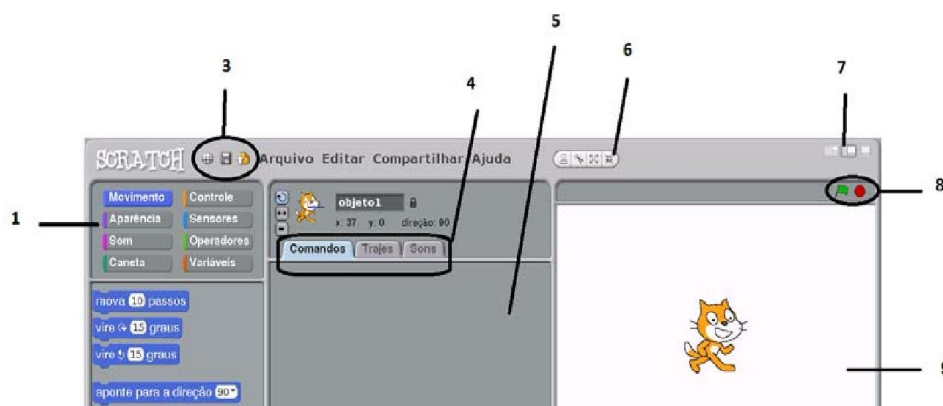 5
6
3
4
7
SCRATCH Arquivo Editar Compartilhar Ajuda
8
Movimento Controle
objeto1
1
Aparência Sensores
x: 37 y: 0 direção: 90
Som Operadores
Comandos Trajes Sons
Caneta Variáveis
mova 10 passos
vire 15 graus
vire 15 graus
9
aponte para a direção 90